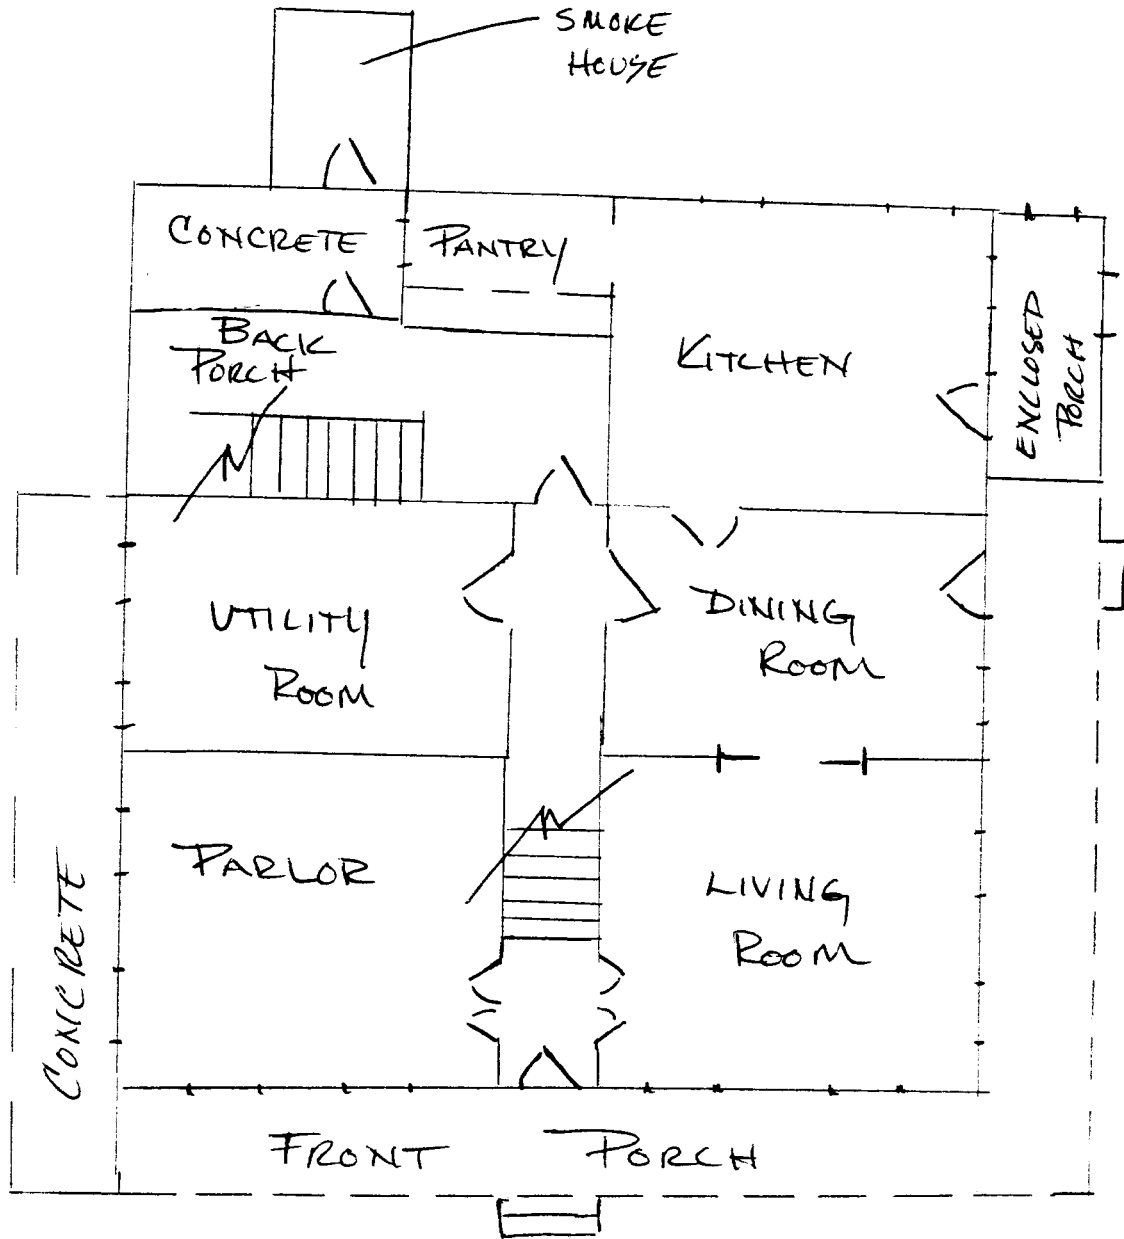 SMOKE
HOUSE
CONCRETE
PANTRY
BACK
PORCH
KITCHEN
ENCLOSED
PORCH
UTILITY
ROOM
DINING
ROOM
PARLOR
LIVING
ROOM
CONCRETE
FRONT PORCH